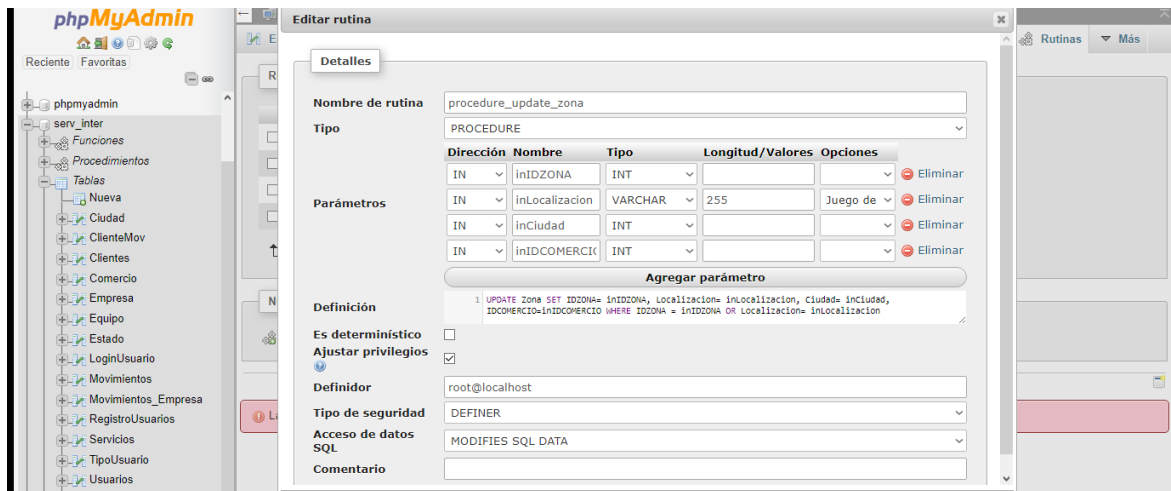 phpMyAdmin
Reciente Favoritas
phpmyadmin
serv_inter
Funciones
Procedimientos
Tablas
Nueva
Ciudad
ClienteMov
Clientes
Comercio
Empresa
Equipo
Estado
LoginUsuario
Movimientos
Movimientos_Empresa
RegistroUsuarios
Servicios
TipoUsuario
Usuarios
E
R
N
La
Rutinas Más
Editar rutina
Detalles
Nombre de rutina procedure_update_zona
Tipo PROCEDURE
Dirección Nombre Tipo Longitud/Valores Opciones
Parámetros
IN inIDZONA INT Eliminar
IN inLocalizacion VARCHAR 255 Juego de Eliminar
IN inCiudad INT Eliminar
IN inIDCOMERCI INT Eliminar
Agregar parámetro
Definición
1 UPDATE Zona SET IDZONA= inIDZONA, Localizacion= inLocalizacion, Ciudad= inCiudad,
IDCOMERCIO=inIDCOMERCIO WHERE IDZONA = inIDZONA OR Localizacion= inLocalizacion
Es determinístico
Ajustar privilegios
Definidor root@localhost
Tipo de seguridad DEFINER
Acceso de datos
SQL MODIFIES SQL DATA
Comentario